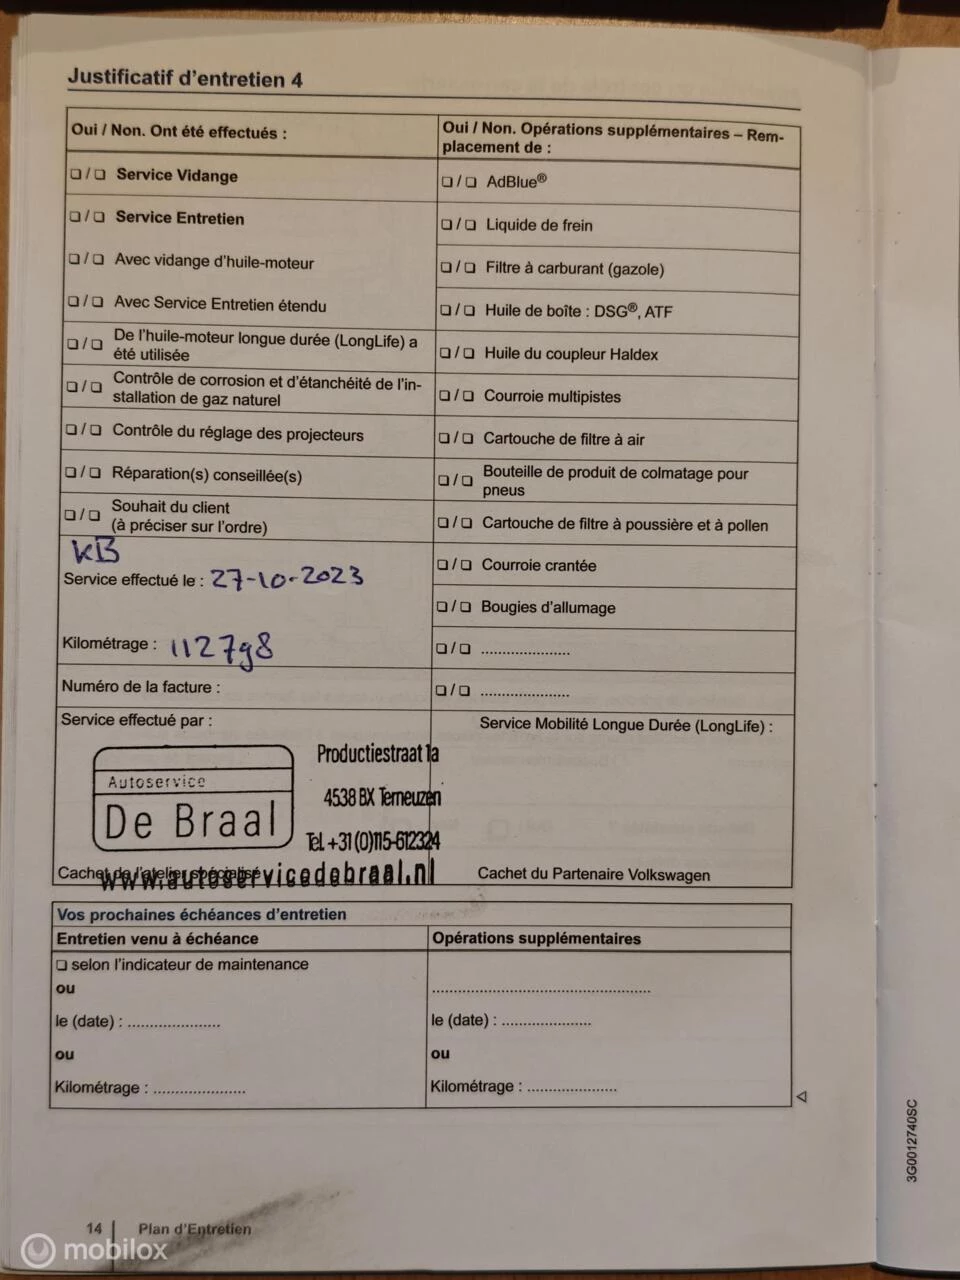 Justificatif d'entretien 4
Oui / Non. Ont été effectués :
❑ / ❑ Service Vidange
❑ / ❑ Service Entretien
❑ / ❑ Avec vidange d'huile-moteur
❑ / ❑ Avec Service Entretien étendu
❑ / ❑ De l'huile-moteur longue durée (LongLife) a
été utilisée
❑ / ❑ Contrôle de corrosion et d'étanchéité de l'in-
stallation de gaz naturel
❑ / ❑ Contrôle du réglage des projecteurs
❑ / ❑ Réparation(s) conseillée(s)
❑ / ❑ Souhait du client
(à préciser sur l'ordre)
KB
Service effectué le : 27-10-2023
Kilométrage : 112798
Numéro de la facture :
Oui / Non. Opérations supplémentaires – Rem-
placement de :
❑ / ❑ AdBlue®
❑ / ❑ Liquide de frein
❑ / ❑ Filtre à carburant (gazole)
❑ / ❑ Huile de boîte : DSG®, ATF
❑ / ❑ Huile du coupleur Haldex
❑ / ❑ Courroie multipistes
❑ / ❑ Cartouche de filtre à air
❑ / ❑ Bouteille de produit de colmatage pour
pneus
❑ / ❑ Cartouche de filtre à poussière et à pollen
❑ / ❑ Courroie crantée
❑ / ❑ Bougies d'allumage
❑ / ❑ .....................
❑ / ❑ .....................
Service effectué par :
Autoservice
De Braal
Productiestraat 1a
4538 BX Terneuzen
Tel. +31 (0)115-612324
www.autoservicedebraal.nl
Cachet de l'atelier spécialisé
Service Mobilité Longue Durée (LongLife) :
Cachet du Partenaire Volkswagen
Vos prochaines échéances d'entretien
Entretien venu à échéance
❑ selon l'indicateur de maintenance
ou
le (date) : .....................
ou
Kilométrage : .....................
Opérations supplémentaires
..................................................
le (date) : .....................
ou
Kilométrage : .....................
3G0012740SC
14 Plan d'Entretien
mobilox